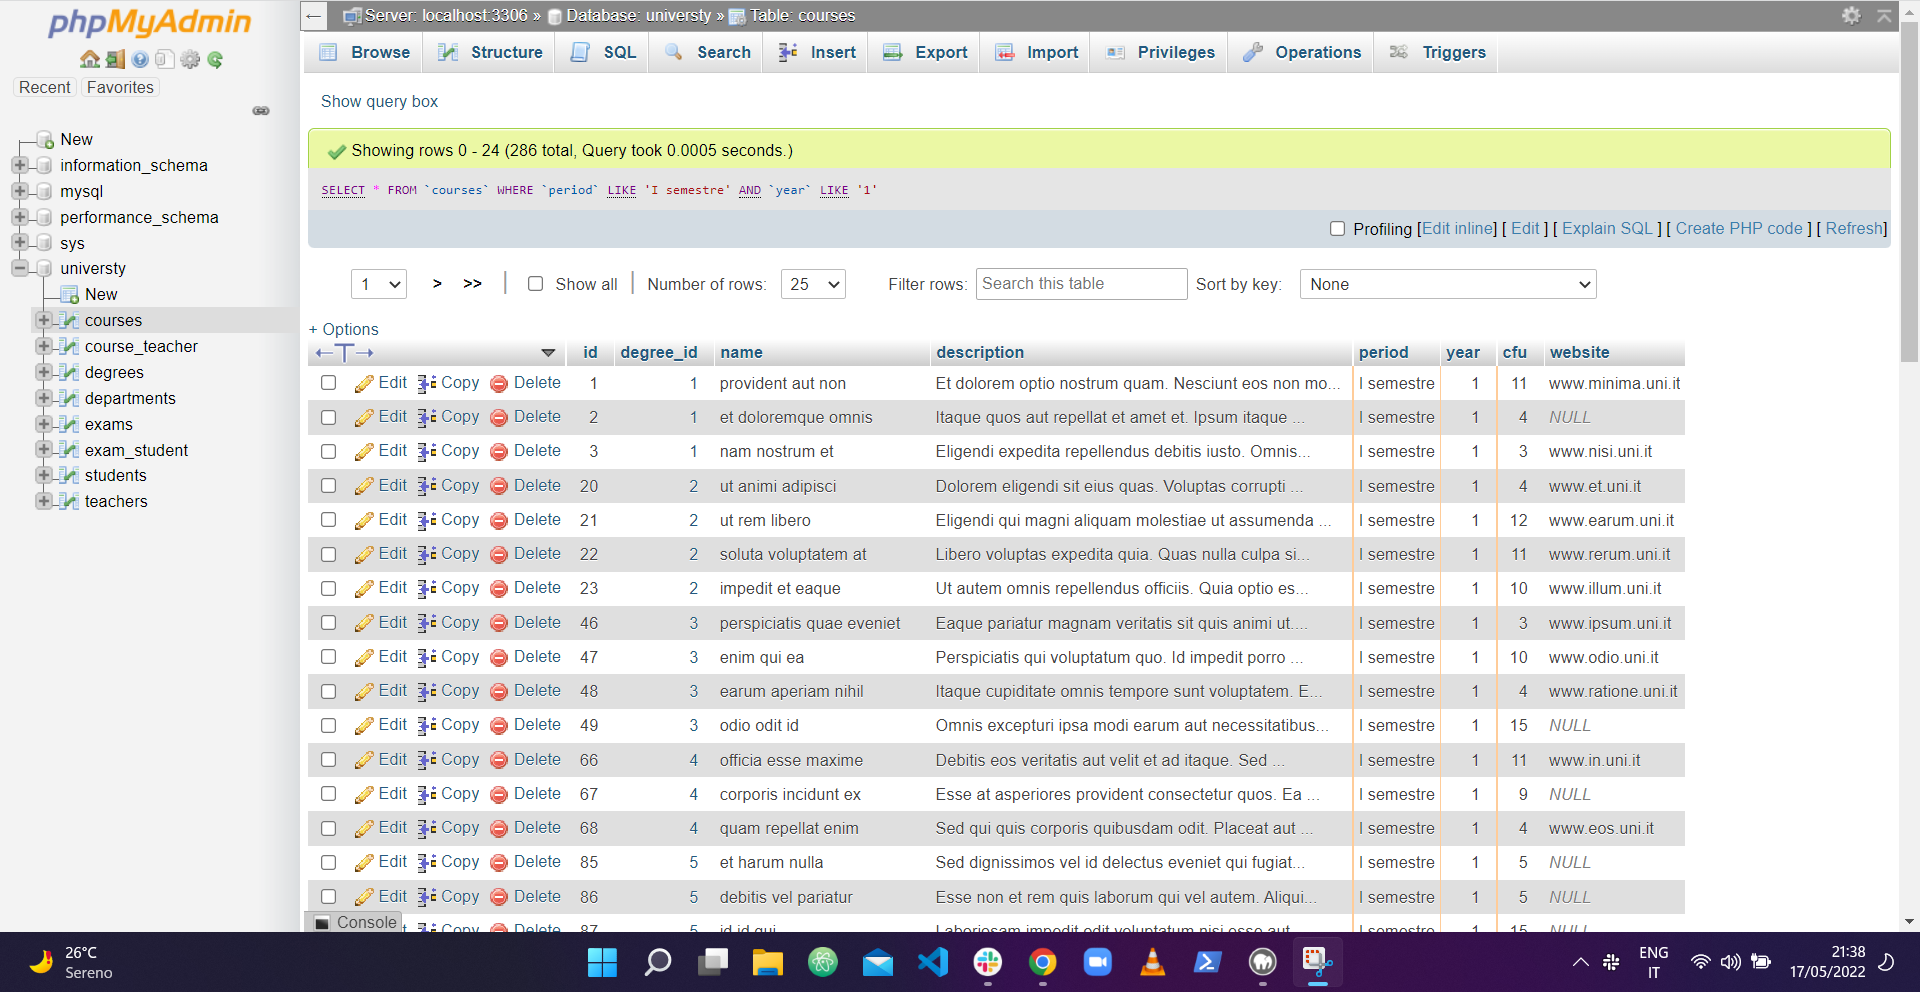 phpMyAdmin
Recent Favorites
New
information_schema
mysql
performance_schema
sys
universty
New
courses
course_teacher
degrees
departments
exams
exam_student
students
teachers
Server: localhost:3306 » Database: universty » Table: courses
Browse Structure SQL Search Insert Export Import Privileges Operations Triggers
Show query box
Showing rows 0 - 24 (286 total, Query took 0.0005 seconds.)
SELECT * FROM `courses` WHERE `period` LIKE 'I semestre' AND `year` LIKE '1'
Profiling [Edit inline] [ Edit ] [ Explain SQL ] [ Create PHP code ] [ Refresh]
1 > >> | Show all | Number of rows: 25 Filter rows: Search this table Sort by key: None
+ Options
←T→ id degree_id name description period year cfu website
Edit Copy Delete 1 1 provident aut non Et dolorem optio nostrum quam. Nesciunt eos non mo... I semestre 1 11 www.minima.uni.it
Edit Copy Delete 2 1 et doloremque omnis Itaque quos aut repellat et amet et. Ipsum itaque ... I semestre 1 4 NULL
Edit Copy Delete 3 1 nam nostrum et Eligendi expedita repellendus debitis iusto. Omnis... I semestre 1 3 www.nisi.uni.it
Edit Copy Delete 20 2 ut animi adipisci Dolorem eligendi sit eius quas. Voluptas corrupti ... I semestre 1 4 www.et.uni.it
Edit Copy Delete 21 2 ut rem libero Eligendi qui magni aliquam molestiae ut assumenda ... I semestre 1 12 www.earum.uni.it
Edit Copy Delete 22 2 soluta voluptatem at Libero voluptas expedita quia. Quas nulla culpa si... I semestre 1 11 www.rerum.uni.it
Edit Copy Delete 23 2 impedit et eaque Ut autem omnis repellendus officiis. Quia optio es... I semestre 1 10 www.illum.uni.it
Edit Copy Delete 46 3 perspiciatis quae eveniet Eaque pariatur magnam veritatis sit quis animi ut.... I semestre 1 3 www.ipsum.uni.it
Edit Copy Delete 47 3 enim qui ea Perspiciatis qui voluptatum quo. Id impedit porro ... I semestre 1 10 www.odio.uni.it
Edit Copy Delete 48 3 earum aperiam nihil Itaque cupiditate omnis tempore sunt voluptatem. E... I semestre 1 4 www.ratione.uni.it
Edit Copy Delete 49 3 odio odit id Omnis excepturi ipsa modi earum aut necessitatibus... I semestre 1 15 NULL
Edit Copy Delete 66 4 officia esse maxime Debitis eos veritatis aut velit et ad itaque. Sed ... I semestre 1 11 www.in.uni.it
Edit Copy Delete 67 4 corporis incidunt ex Esse at asperiores provident consectetur quos. Ea ... I semestre 1 9 NULL
Edit Copy Delete 68 4 quam repellat enim Sed qui quis corporis quibusdam odit. Placeat aut ... I semestre 1 4 www.eos.uni.it
Edit Copy Delete 85 5 et harum nulla Sed dignissimos vel id delectus eveniet qui fugiat... I semestre 1 5 NULL
Edit Copy Delete 86 5 debitis vel pariatur Esse non et rem quis laborum qui vel autem. Aliqui... I semestre 1 5 NULL
Copy Delete 87 5 id id qui Laboriosam impedit odit voluptatum nisi esse aut I semestre 1 15 NULL
Console
26°C
Sereno
ENG
IT
21:38
17/05/2022